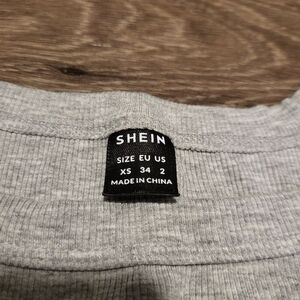 SHEIN
SIZE EU US
XS 34 2
MADE IN CHINA